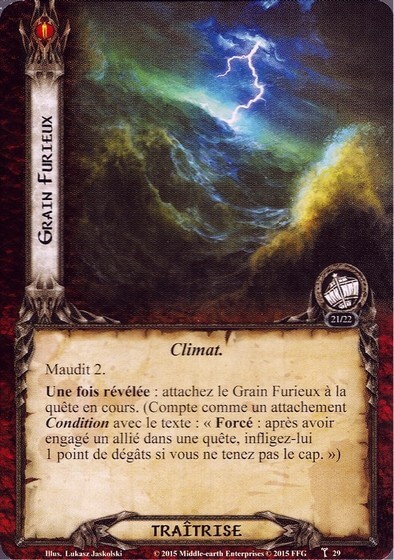 GRAIN FURIEUX
21/22
Climat.
Maudit 2.
Une fois révélée : attachez le Grain Furieux à la
quête en cours. (Compte comme un attachement
Condition avec le texte : « Forcé : après avoir
engagé un allié dans une quête, infligez-lui
1 point de dégâts si vous ne tenez pas le cap. »)
TRAÎTRISE
Illus. Lukasz Jaskolski © 2015 Middle-earth Enterprises © 2015 FFG 29